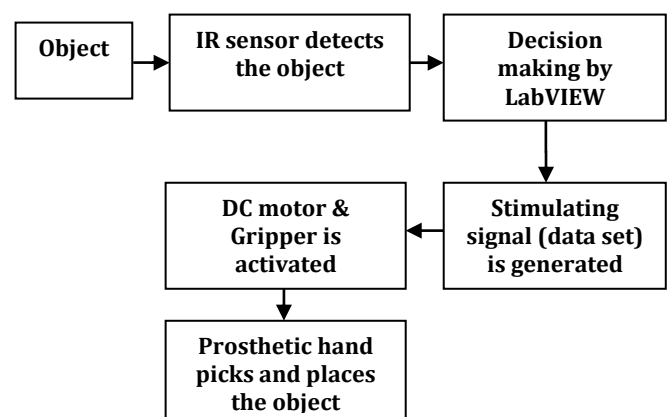 Object
IR sensor detects
the object
Decision
making by
LabVIEW
Stimulating
signal (data set)
is generated
DC motor &
Gripper is
activated
Prosthetic hand
picks and places
the object